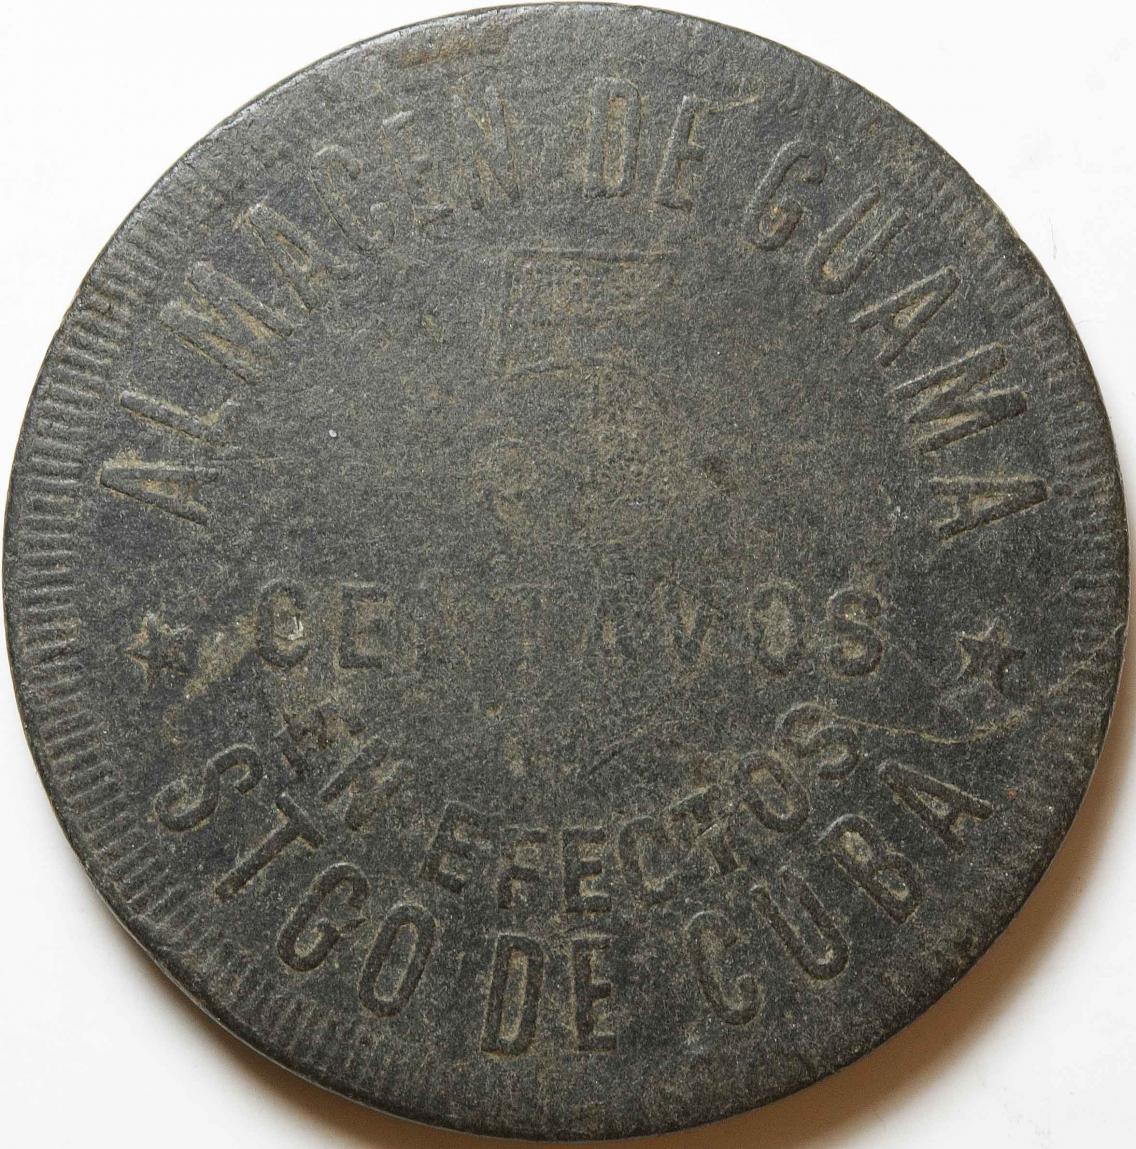 ALMACEN DE GUAMA
5
CENTAVOS
EN EFECTOS
STGO DE CUBA